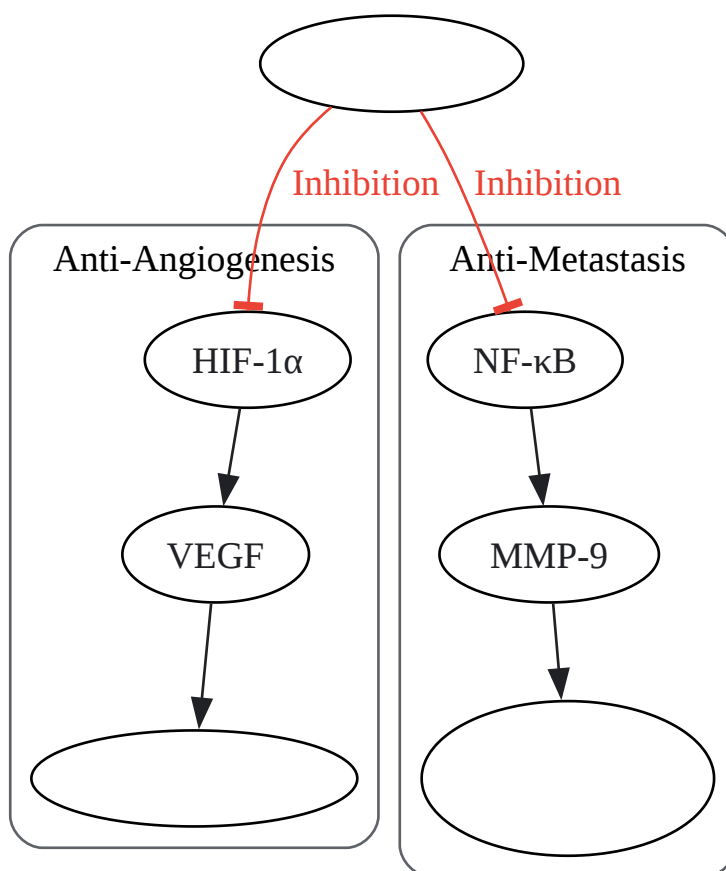 Inhibition
Inhibition
Anti-Angiogenesis
Anti-Metastasis
HIF-1α
NF-κB
VEGF
MMP-9